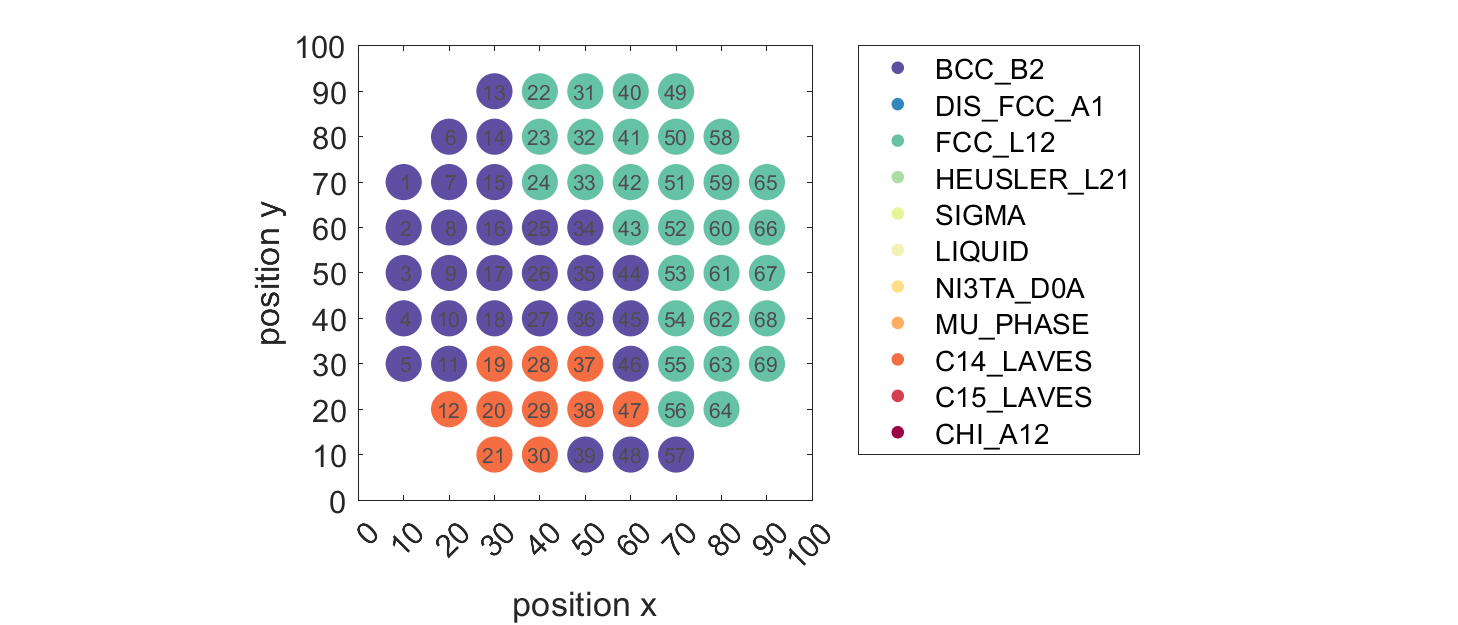 100
90
80
70
60
50
40
30
20
10
0
position y
13 22 31 40 49
6 14 23 32 41 50 58
1 7 15 24 33 42 51 59 65
2 8 16 25 34 43 52 60 66
3 9 17 26 35 44 53 61 67
4 10 18 27 36 45 54 62 68
5 11 19 28 37 46 55 63 69
12 20 29 38 47 56 64
21 30 39 48 57
0 10 20 30 40 50 60 70 80 90 100
position x
BCC_B2
DIS_FCC_A1
FCC_L12
HEUSLER_L21
SIGMA
LIQUID
NI3TA_D0A
MU_PHASE
C14_LAVES
C15_LAVES
CHI_A12